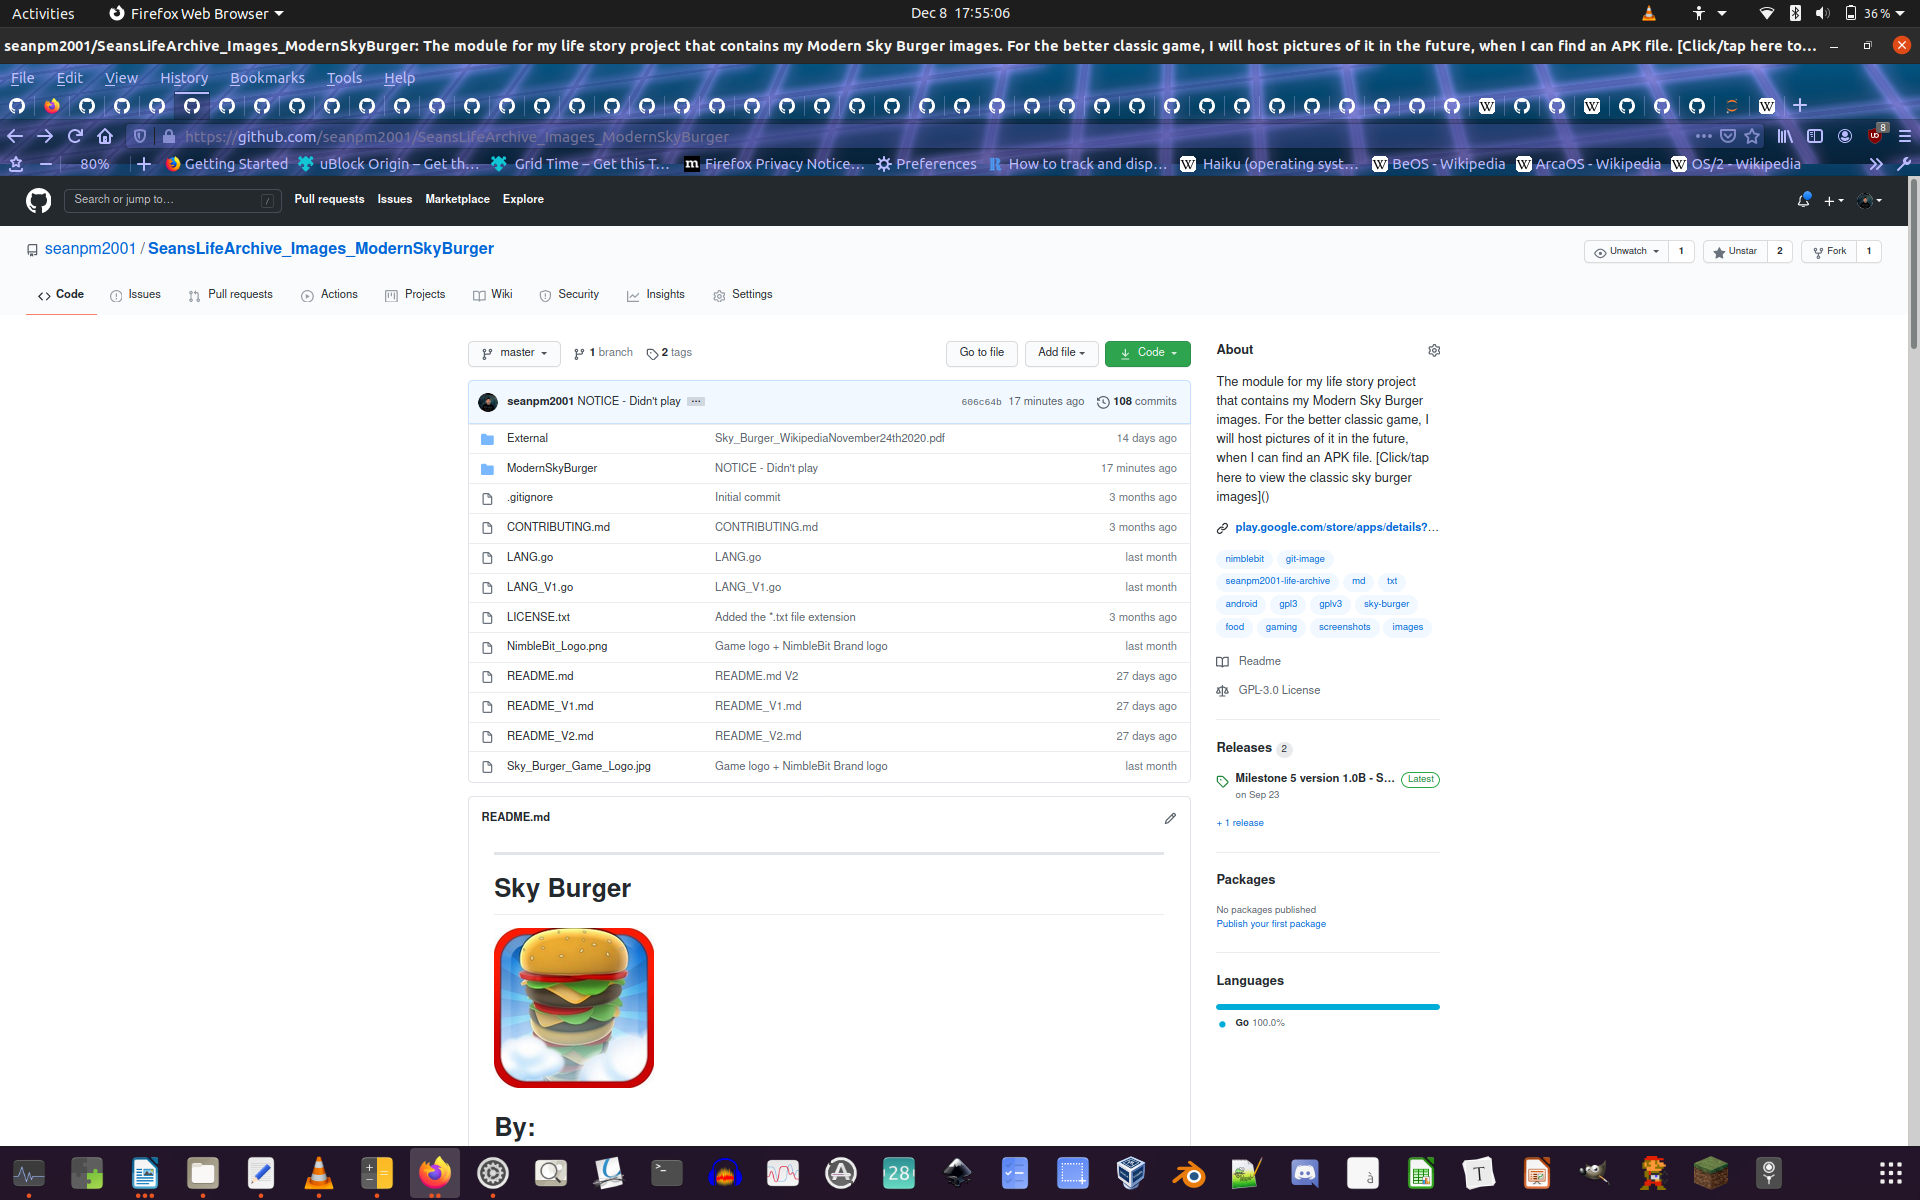 Activities
Firefox Web Browser
Dec 8 17:55:06
36 %
seanpm2001/SeansLifeArchive_Images_ModernSkyBurger: The module for my life story project that contains my Modern Sky Burger images. For the better classic game, I will host pictures of it in the future, when I can find an APK file. [Click/tap here to...
File Edit View History Bookmarks Tools Help
https://github.com/seanpm2001/SeansLifeArchive_Images_ModernSkyBurger
8
80%
Getting Started
uBlock Origin – Get th...
Grid Time – Get this T...
Firefox Privacy Notice...
Preferences
How to track and disp...
Haiku (operating syst...
BeOS - Wikipedia
ArcaOS - Wikipedia
OS/2 - Wikipedia
Search or jump to...
/
Pull requests Issues Marketplace Explore
seanpm2001 / SeansLifeArchive_Images_ModernSkyBurger
Unwatch 1
Unstar 2
Fork 1
Code
Issues
Pull requests
Actions
Projects
Wiki
Security
Insights
Settings
master
1 branch
2 tags
Go to file
Add file
Code
seanpm2001 NOTICE - Didn't play ...
606c64b 17 minutes ago
108 commits
External Sky_Burger_WikipediaNovember24th2020.pdf 14 days ago
ModernSkyBurger NOTICE - Didn't play 17 minutes ago
.gitignore Initial commit 3 months ago
CONTRIBUTING.md CONTRIBUTING.md 3 months ago
LANG.go LANG.go last month
LANG_V1.go LANG_V1.go last month
LICENSE.txt Added the *.txt file extension 3 months ago
NimbleBit_Logo.png Game logo + NimbleBit Brand logo last month
README.md README.md V2 27 days ago
README_V1.md README_V1.md 27 days ago
README_V2.md README_V2.md 27 days ago
Sky_Burger_Game_Logo.jpg Game logo + NimbleBit Brand logo last month
README.md
Sky Burger
By:
About
The module for my life story project
that contains my Modern Sky Burger
images. For the better classic game, I
will host pictures of it in the future,
when I can find an APK file. [Click/tap
here to view the classic sky burger
images]()
play.google.com/store/apps/details?...
nimblebit git-image
seanpm2001-life-archive md txt
android gpl3 gplv3 sky-burger
food gaming screenshots images
Readme
GPL-3.0 License
Releases 2
Milestone 5 version 1.0B - S... Latest
on Sep 23
+ 1 release
Packages
No packages published
Publish your first package
Languages
Go 100.0%
28